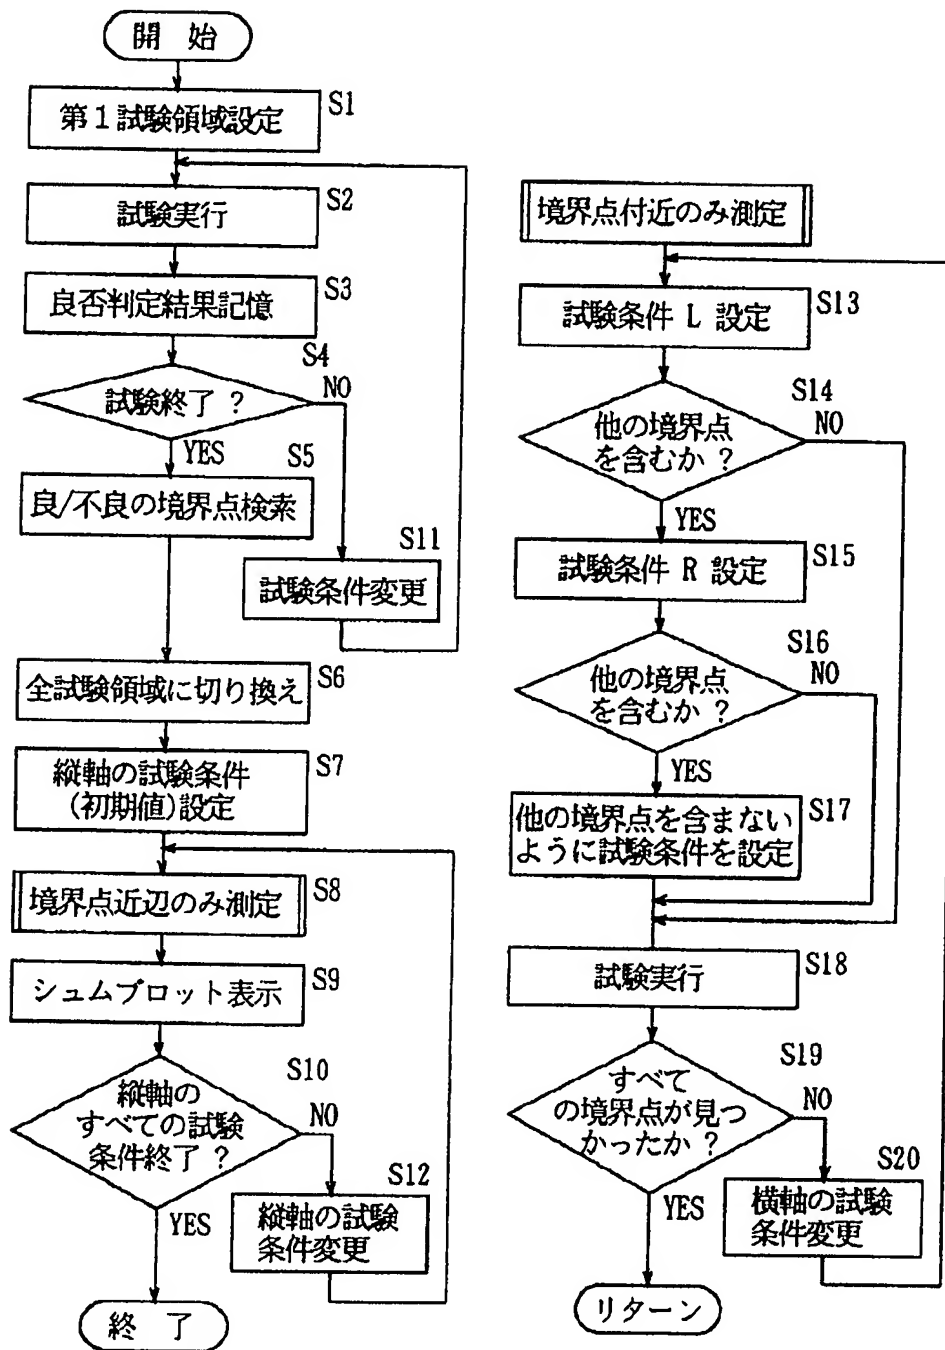 開 始
第1試験領域設定
S1
試験実行
S2
良否判定結果記憶
S3
S4
試験終了 ?
NO
YES
S5
良/不良の境界点検索
S11
試験条件変更
全試験領域に切り換え
S6
縦軸の試験条件
(初期値)設定
S7
境界点近辺のみ測定
S8
シュムプロット表示
S9
S10
縦軸の
すべての試験
条件終了 ?
NO
YES
S12
縦軸の試験
条件変更
終 了
境界点付近のみ測定
試験条件 L 設定
S13
S14
他の境界点
を含むか ?
NO
YES
試験条件 R 設定
S15
S16
他の境界点
を含むか ?
NO
YES
S17
他の境界点を含まない
ように試験条件を設定
試験実行
S18
S19
すべて
の境界点が見つ
かったか ?
NO
YES
S20
横軸の試験
条件変更
リターン